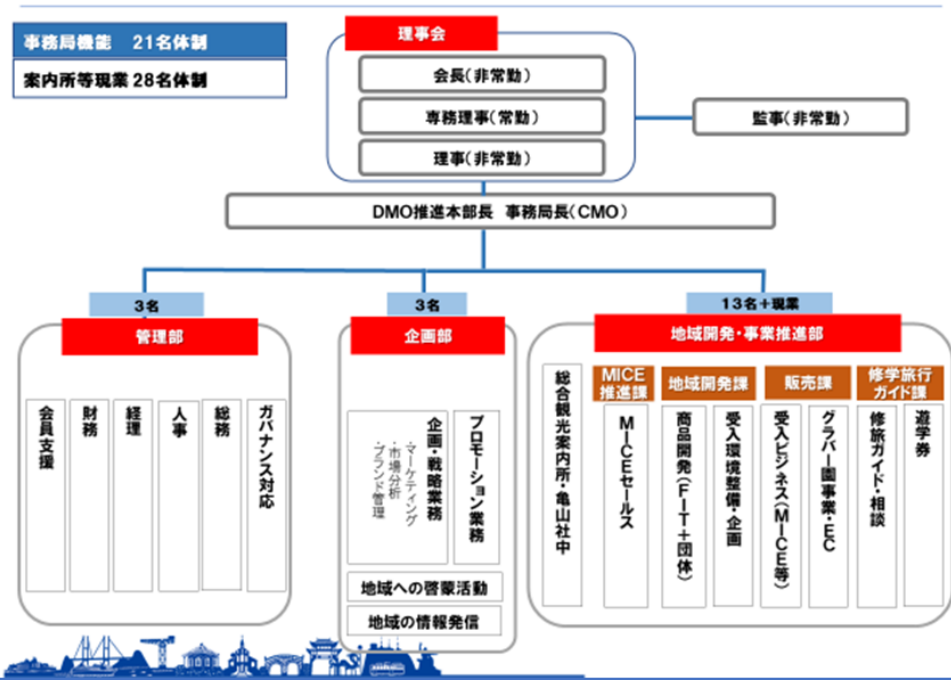 事務局機能 21名体制
案内所等現業 28名体制
理事会
会長(非常勤)
専務理事(常勤)
理事(非常勤)
監事(非常勤)
DMO推進本部長 事務局長(CMO)
3名
管理部
会員支援
財務
経理
人事
総務
ガバナンス対応
3名
企画部
プロモーション業務
企画・戦略業務
・マーケティング
・市場分析
・ブランド管理
地域への啓蒙活動
地域の情報発信
13名+現業
地域開発・事業推進部
総合観光案内所・亀山社中
MICE
推進課
MICEセールス
地域開発課
商品開発(FIT+団体)
受入環境整備・企画
販売課
受入ビジネス(MICE等)
グラバー園事業・EC
修学旅行
ガイド課
修旅ガイド・相談
遊学券